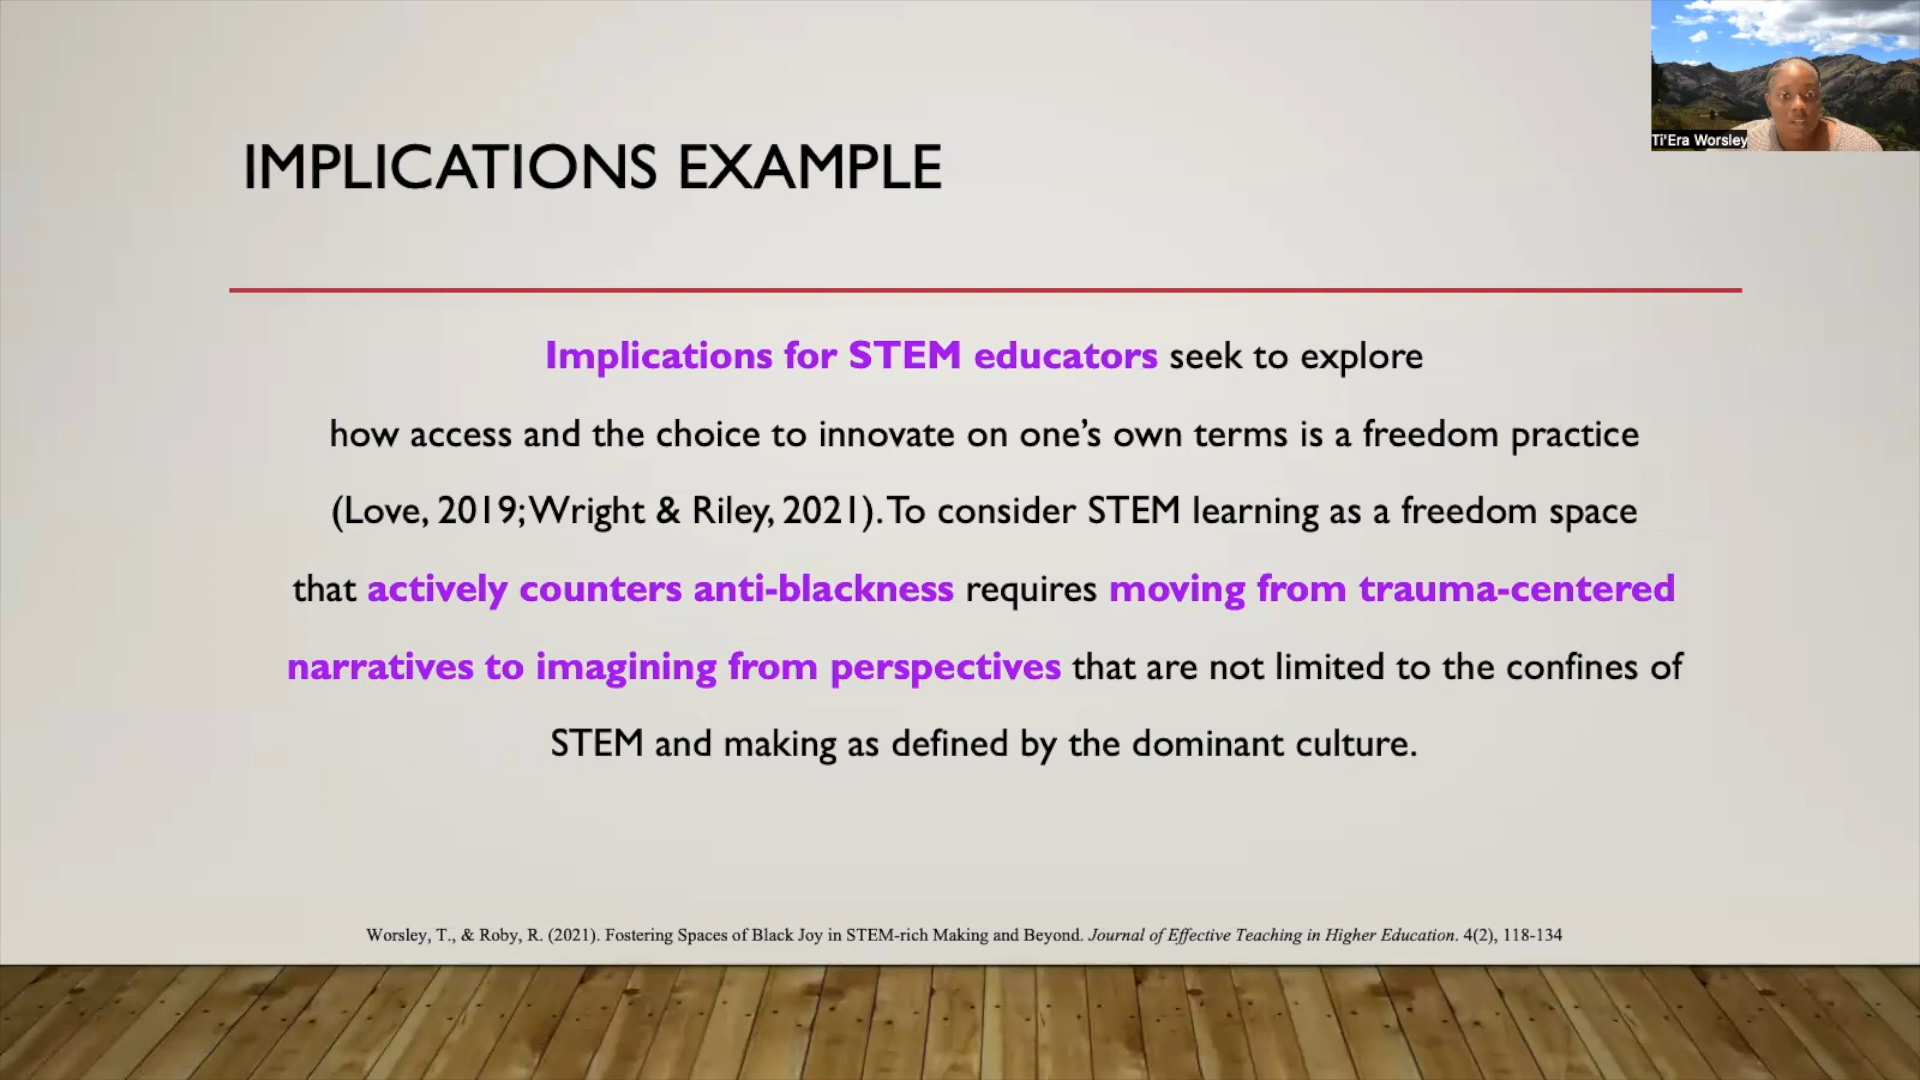 IMPLICATIONS EXAMPLE
Ti'Era Worsley
Implications for STEM educators seek to explore
how access and the choice to innovate on one’s own terms is a freedom practice
(Love, 2019; Wright & Riley, 2021). To consider STEM learning as a freedom space
that actively counters anti-blackness requires moving from trauma-centered
narratives to imagining from perspectives that are not limited to the confines of
STEM and making as defined by the dominant culture.
Worsley, T., & Roby, R. (2021). Fostering Spaces of Black Joy in STEM-rich Making and Beyond. Journal of Effective Teaching in Higher Education. 4(2), 118-134